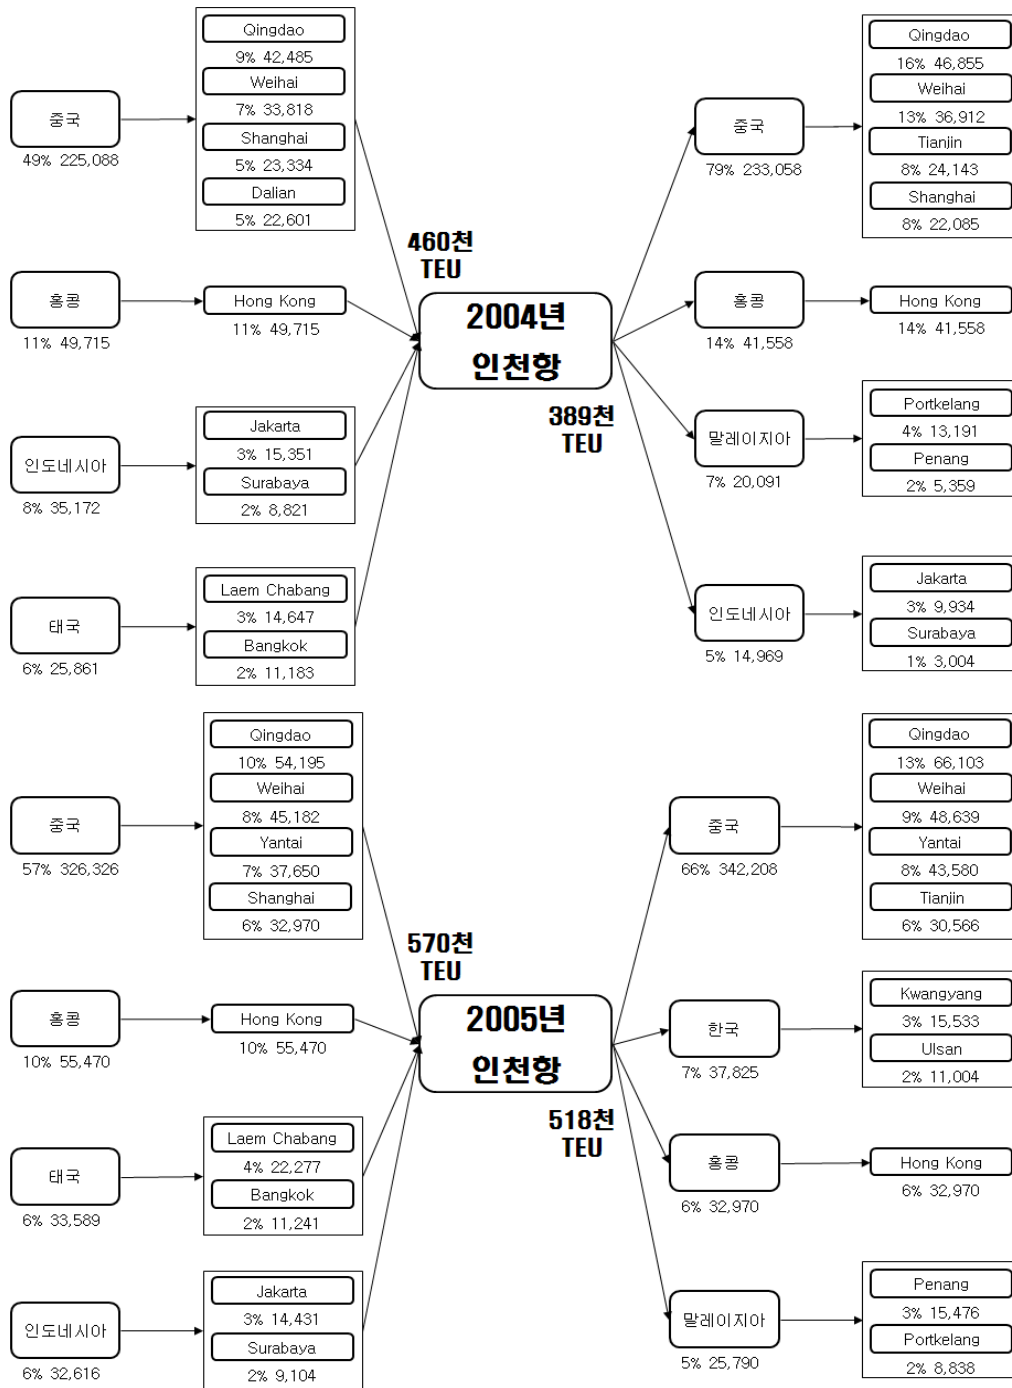 중국
49% 225,088
Qingdao
9% 42,485
Weihai
7% 33,818
Shanghai
5% 23,334
Dalian
5% 22,601
홍콩
11% 49,715
Hong Kong
11% 49,715
인도네시아
8% 35,172
Jakarta
3% 15,351
Surabaya
2% 8,821
태국
6% 25,861
Laem Chabang
3% 14,647
Bangkok
2% 11,183
460천
TEU
2004년
인천항
389천
TEU
중국
79% 233,058
Qingdao
16% 46,855
Weihai
13% 36,912
Tianjin
8% 24,143
Shanghai
8% 22,085
홍콩
14% 41,558
Hong Kong
14% 41,558
말레이지아
7% 20,091
Portkelang
4% 13,191
Penang
2% 5,359
인도네시아
5% 14,969
Jakarta
3% 9,934
Surabaya
1% 3,004
중국
57% 326,326
Qingdao
10% 54,195
Weihai
8% 45,182
Yantai
7% 37,650
Shanghai
6% 32,970
홍콩
10% 55,470
Hong Kong
10% 55,470
태국
6% 33,589
Laem Chabang
4% 22,277
Bangkok
2% 11,241
인도네시아
6% 32,616
Jakarta
3% 14,431
Surabaya
2% 9,104
570천
TEU
2005년
인천항
518천
TEU
중국
66% 342,208
Qingdao
13% 66,103
Weihai
9% 48,639
Yantai
8% 43,580
Tianjin
6% 30,566
한국
7% 37,825
Kwangyang
3% 15,533
Ulsan
2% 11,004
홍콩
6% 32,970
Hong Kong
6% 32,970
말레이지아
5% 25,790
Penang
3% 15,476
Portkelang
2% 8,838